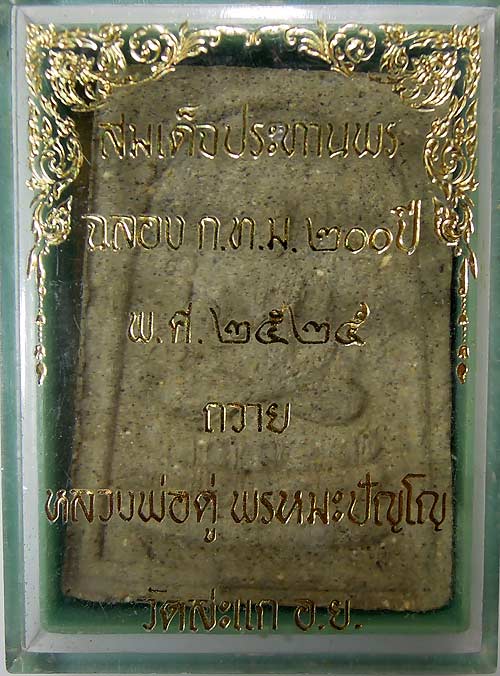 สมเด็จประทานพร
ฉลอง ก.ท.ม. ๒๐๐ ปี
พ.ศ. ๒๕๒๕
ถวาย
หลวงพ่อดู่ พรหมะปัญโญ
วัดสะแก อ.ย.